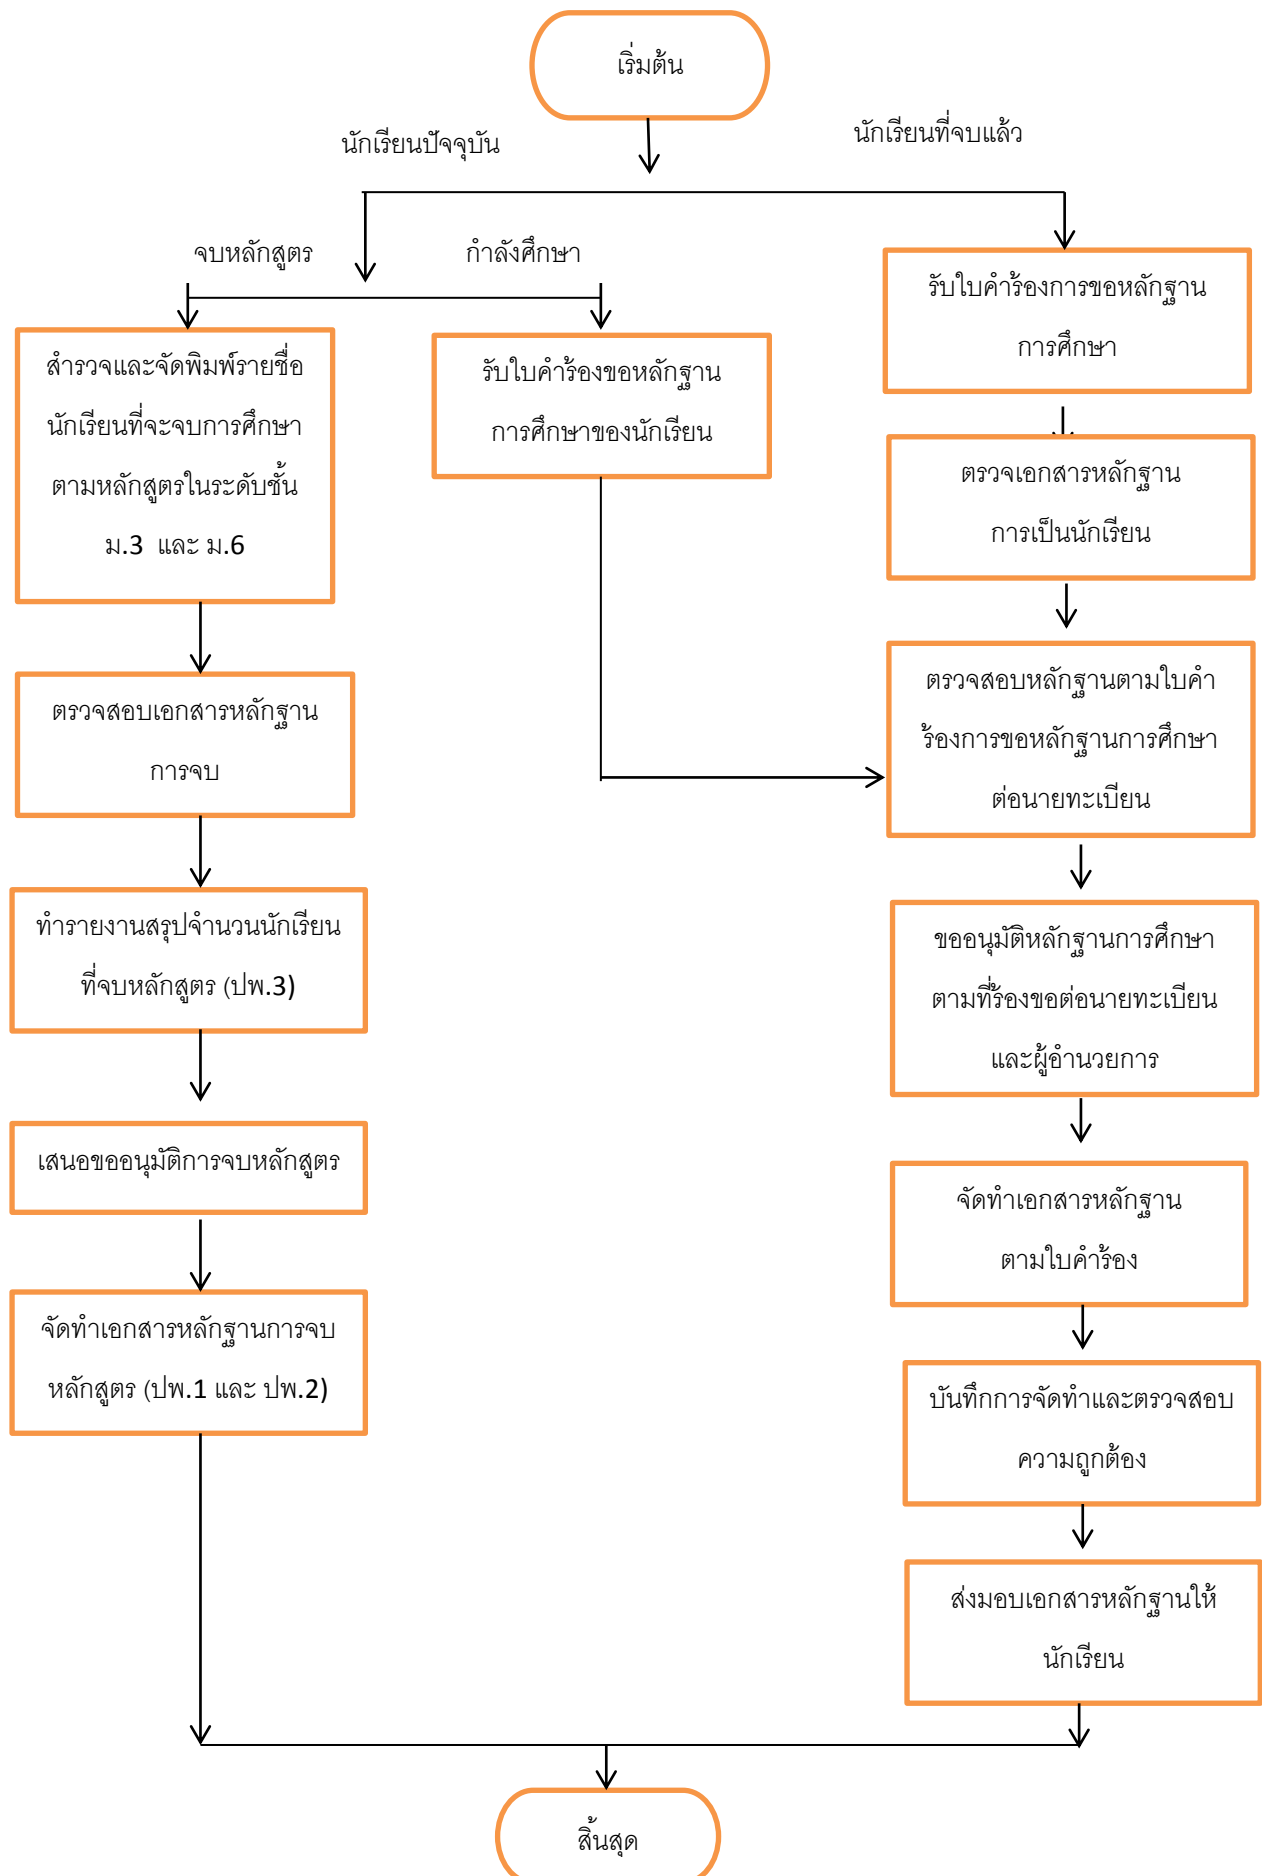 เริ่มต้น
นักเรียนปัจจุบัน
นักเรียนที่จบแล้ว
จบหลักสูตร
กำลังศึกษา
สำรวจและจัดพิมพ์รายชื่อ
นักเรียนที่จะจบการศึกษา
ตามหลักสูตรในระดับชั้น
ม.3 และ ม.6
ตรวจสอบเอกสารหลักฐาน
การจบ
ทำรายงานสรุปจำนวนนักเรียน
ที่จบหลักสูตร (ปพ.3)
เสนอขออนุมัติการจบหลักสูตร
จัดทำเอกสารหลักฐานการจบ
หลักสูตร (ปพ.1 และ ปพ.2)
รับใบคำร้องขอหลักฐาน
การศึกษาของนักเรียน
รับใบคำร้องการขอหลักฐาน
การศึกษา
ตรวจเอกสารหลักฐาน
การเป็นนักเรียน
ตรวจสอบหลักฐานตามใบคำ
ร้องการขอหลักฐานการศึกษา
ต่อนายทะเบียน
ขออนุมัติหลักฐานการศึกษา
ตามที่ร้องขอต่อนายทะเบียน
และผู้อำนวยการ
จัดทำเอกสารหลักฐาน
ตามใบคำร้อง
บันทึกการจัดทำและตรวจสอบ
ความถูกต้อง
ส่งมอบเอกสารหลักฐานให้
นักเรียน
สิ้นสุด